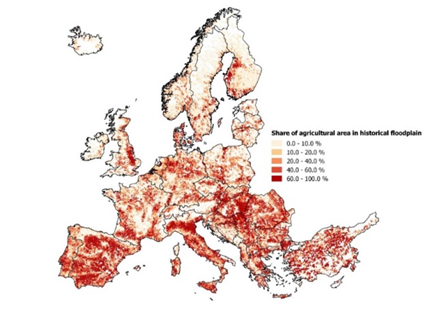 Share of agricultural area in historical floodplain
0.0 - 10.0 %
10.0 - 20.0 %
20.0 - 40.0 %
40.0 - 60.0 %
60.0 - 100.0 %